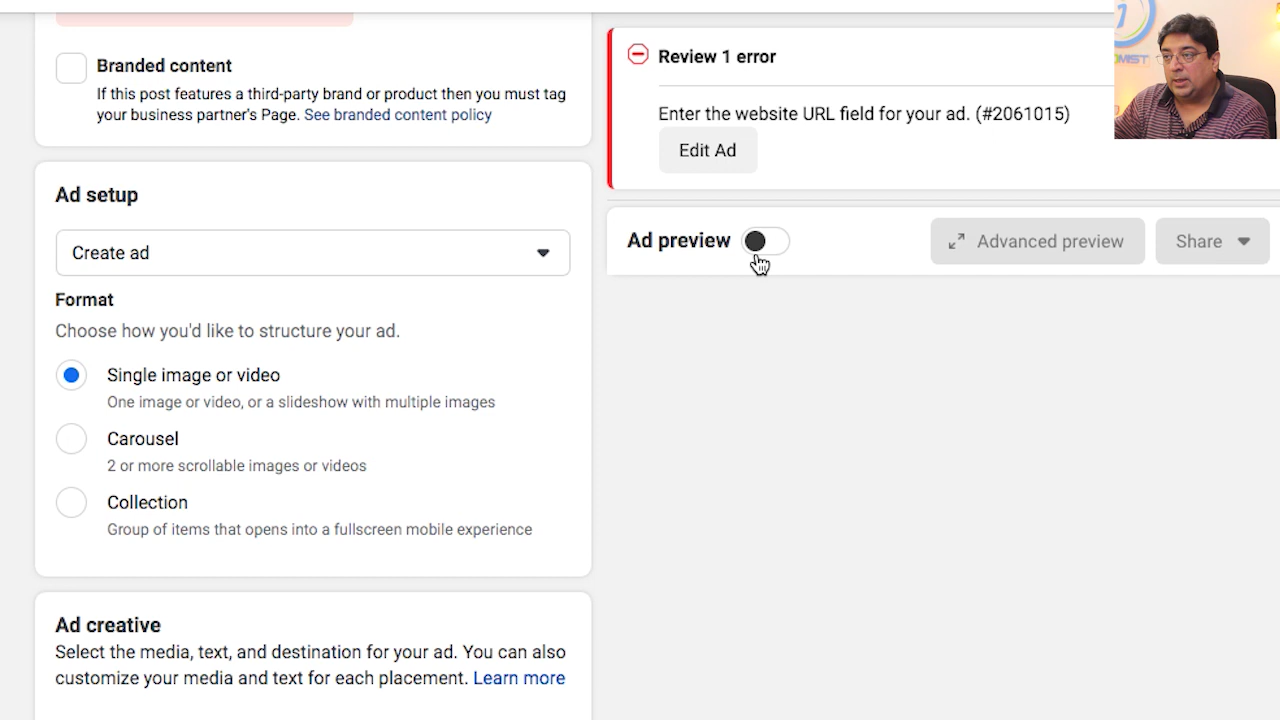 Branded content
If this post features a third-party brand or product then you must tag
your business partner's Page. See branded content policy
Ad setup
Create ad
Format
Choose how you'd like to structure your ad.
Single image or video
One image or video, or a slideshow with multiple images
Carousel
2 or more scrollable images or videos
Collection
Group of items that opens into a fullscreen mobile experience
Ad creative
Select the media, text, and destination for your ad. You can also
customize your media and text for each placement. Learn more
Review 1 error
Enter the website URL field for your ad. (#2061015)
Edit Ad
Ad preview
Advanced preview
Share